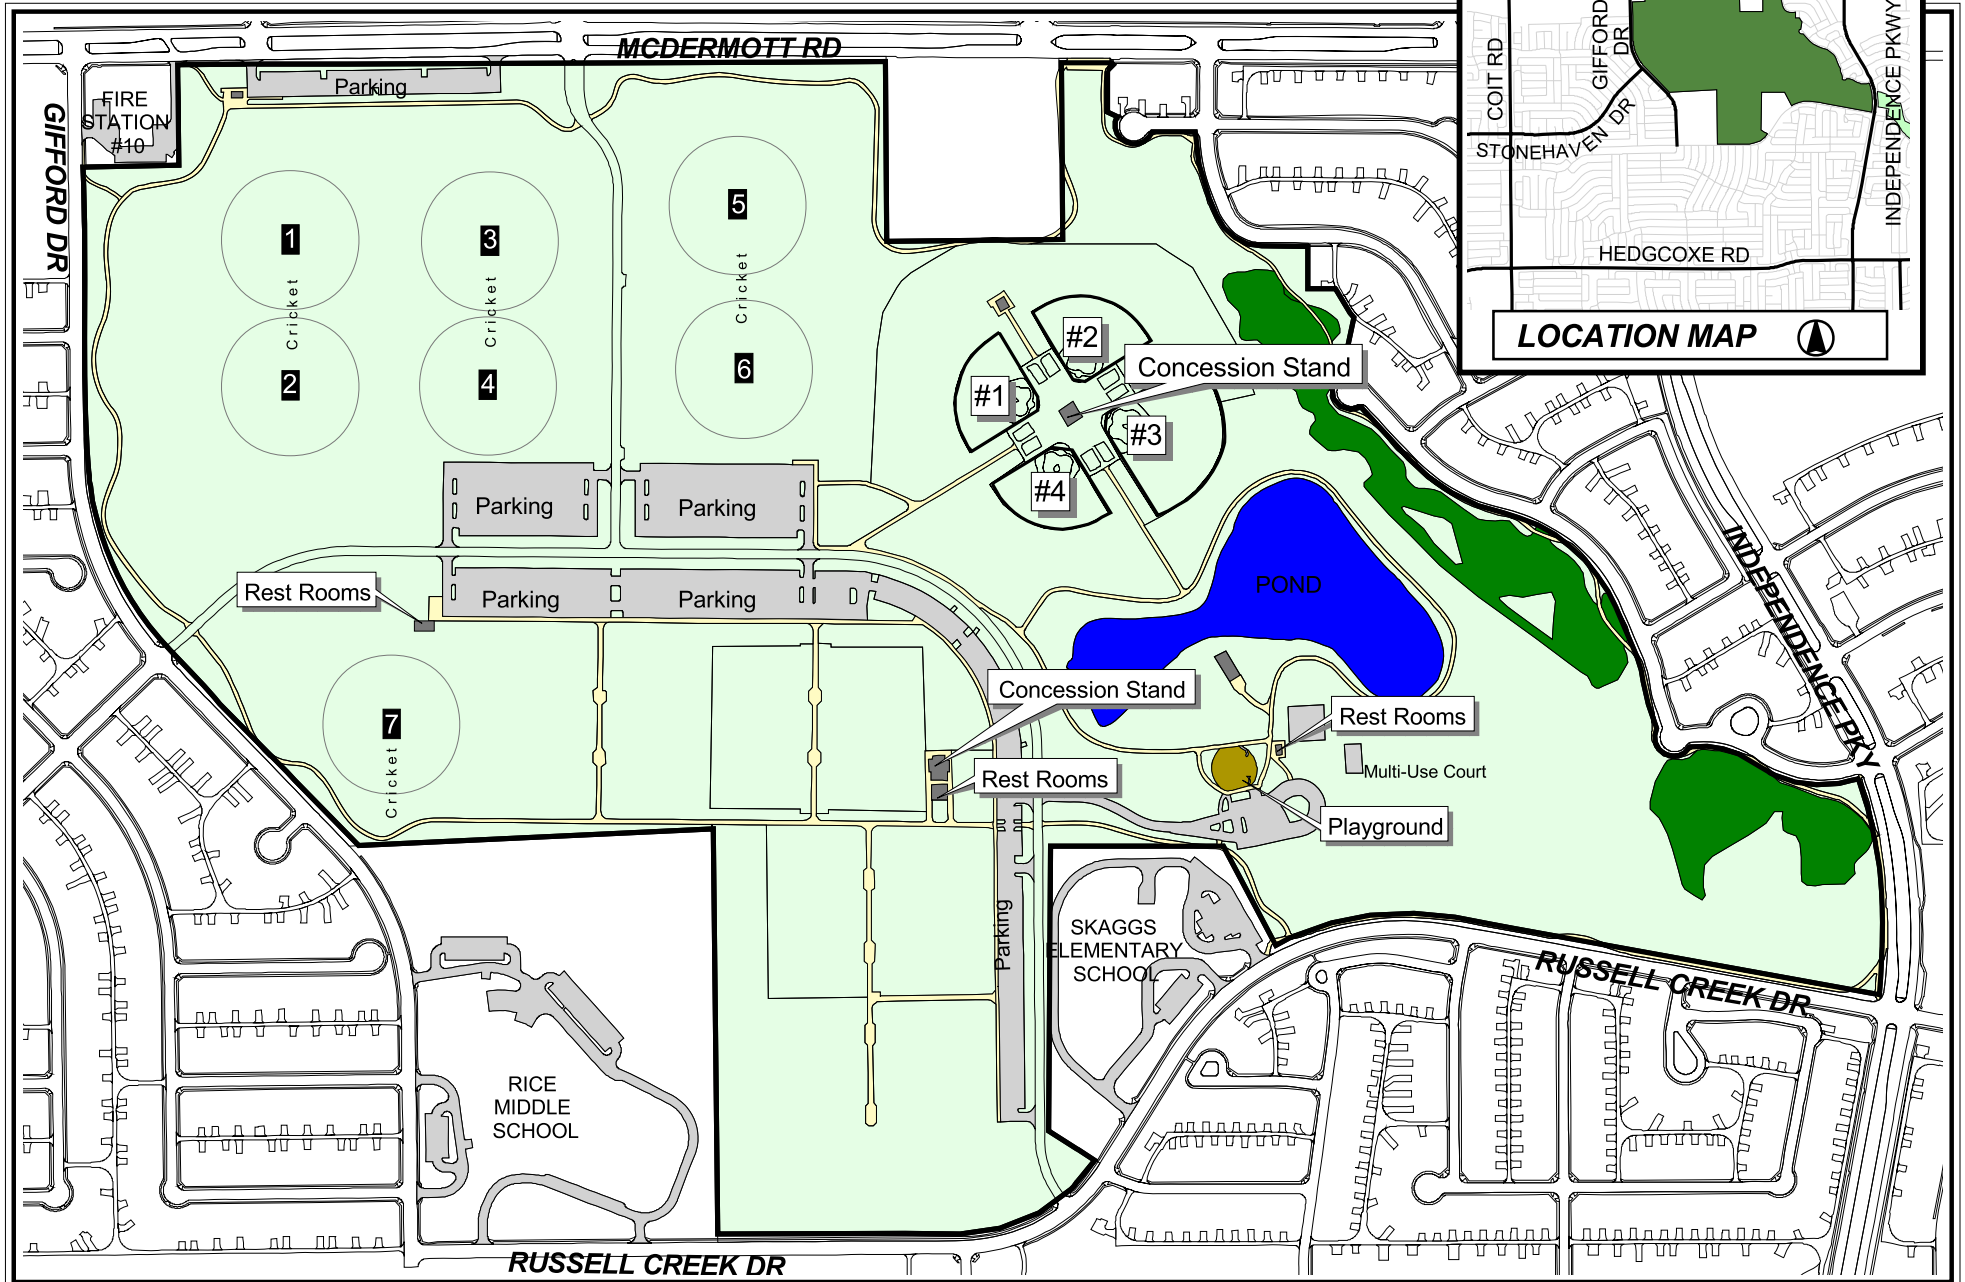 MCDERMOTT RD
GIFFORD DR
FIRE
STATION
#10
Parking
1
Cricket
2
3
Cricket
4
5
Cricket
6
#1
#2
#3
#4
Concession Stand
Parking
Parking
Parking
Parking
Rest Rooms
POND
7
Cricket
Concession Stand
Rest Rooms
Rest Rooms
Multi-Use Court
Playground
Parking
SKAGGS
ELEMENTARY
SCHOOL
RICE
MIDDLE
SCHOOL
INDEPENDENCE PKY
RUSSELL CREEK DR
RUSSELL CREEK DR
COIT RD
GIFFORD
DR
STONEHAVEN DR
INDEPENDENCE PKWY
HEDGCOXE RD
LOCATION MAP